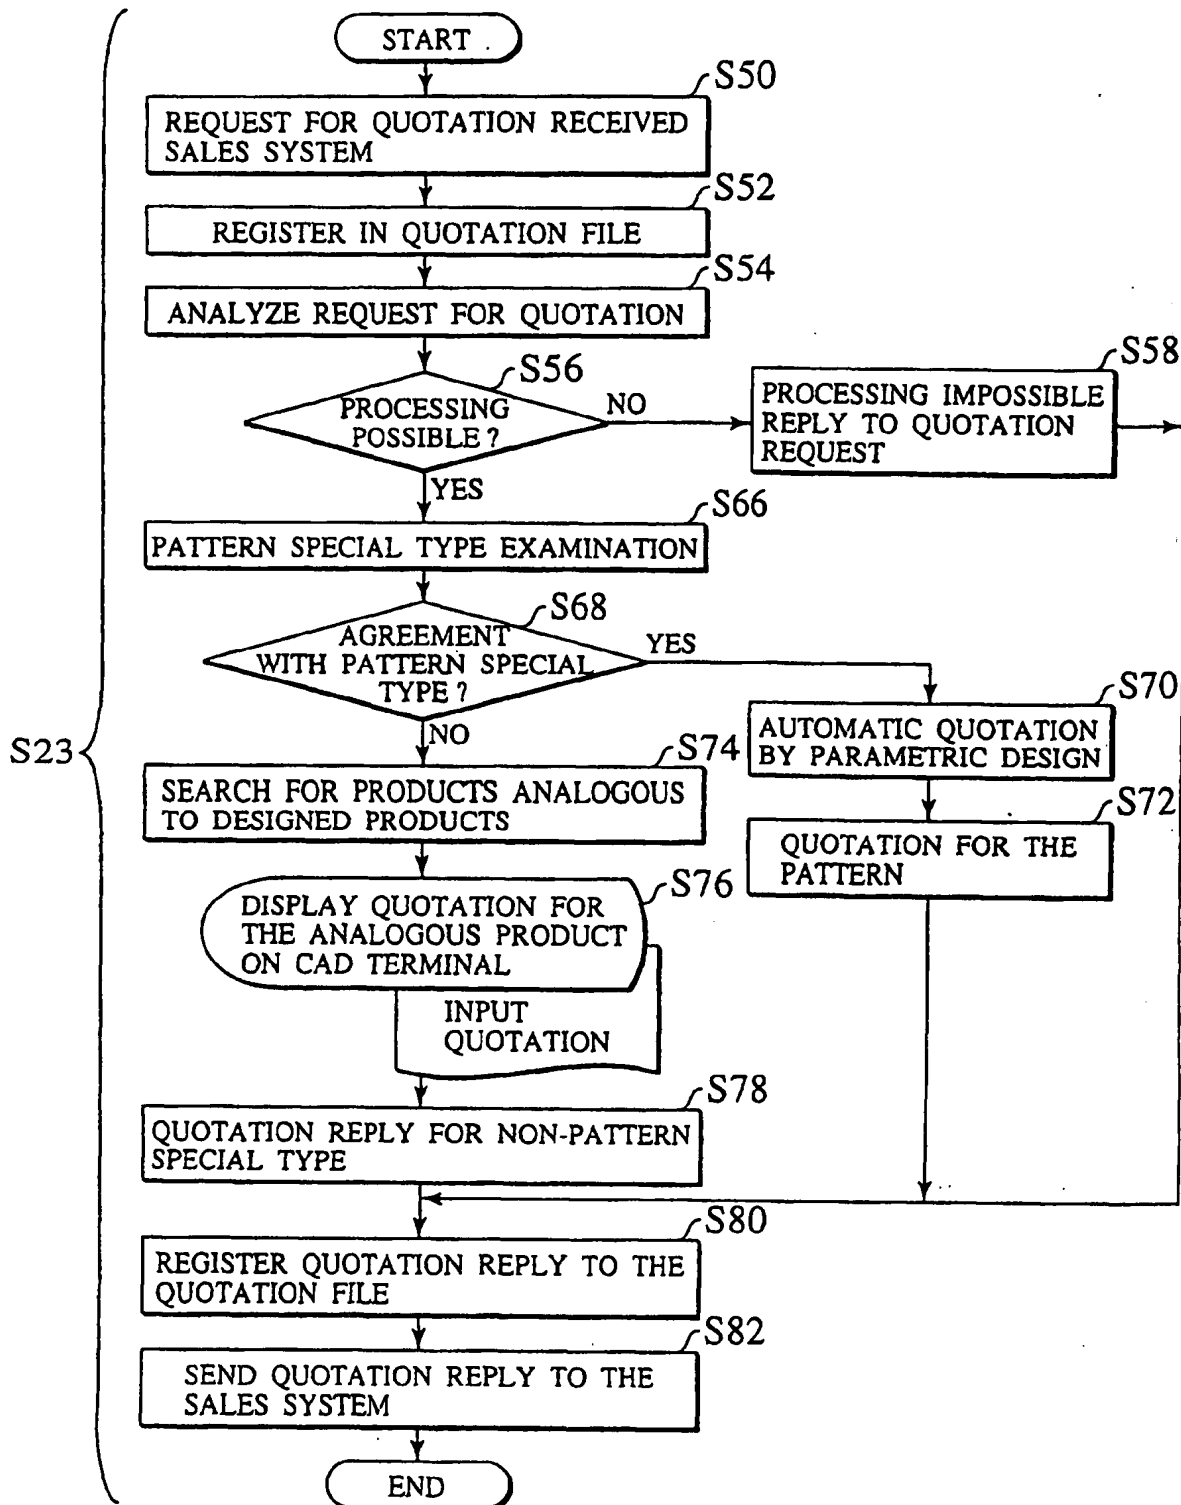 START
S50
REQUEST FOR QUOTATION RECEIVED
SALES SYSTEM
S52
REGISTER IN QUOTATION FILE
S54
ANALYZE REQUEST FOR QUOTATION
S56
PROCESSING
POSSIBLE ?
NO
S58
PROCESSING IMPOSSIBLE
REPLY TO QUOTATION
REQUEST
YES
S66
PATTERN SPECIAL TYPE EXAMINATION
S68
AGREEMENT
WITH PATTERN SPECIAL
TYPE ?
YES
S70
AUTOMATIC QUOTATION
BY PARAMETRIC DESIGN
S72
QUOTATION FOR THE
PATTERN
NO
S23
S74
SEARCH FOR PRODUCTS ANALOGOUS
TO DESIGNED PRODUCTS
S76
DISPLAY QUOTATION FOR
THE ANALOGOUS PRODUCT
ON CAD TERMINAL
INPUT
QUOTATION
S78
QUOTATION REPLY FOR NON-PATTERN
SPECIAL TYPE
S80
REGISTER QUOTATION REPLY TO THE
QUOTATION FILE
S82
SEND QUOTATION REPLY TO THE
SALES SYSTEM
END